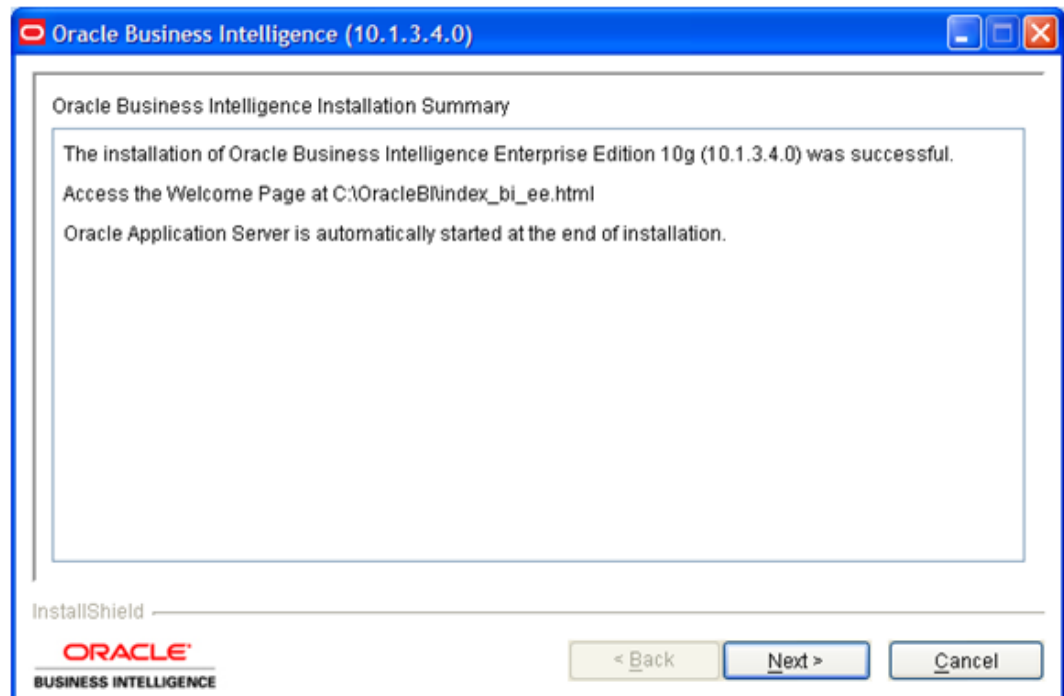 Oracle Business Intelligence (10.1.3.4.0)
Oracle Business Intelligence Installation Summary
The installation of Oracle Business Intelligence Enterprise Edition 10g (10.1.3.4.0) was successful.
Access the Welcome Page at C:\OracleBI\index_bi_ee.html
Oracle Application Server is automatically started at the end of installation.
InstallShield
ORACLE
BUSINESS INTELLIGENCE
< Back Next > Cancel